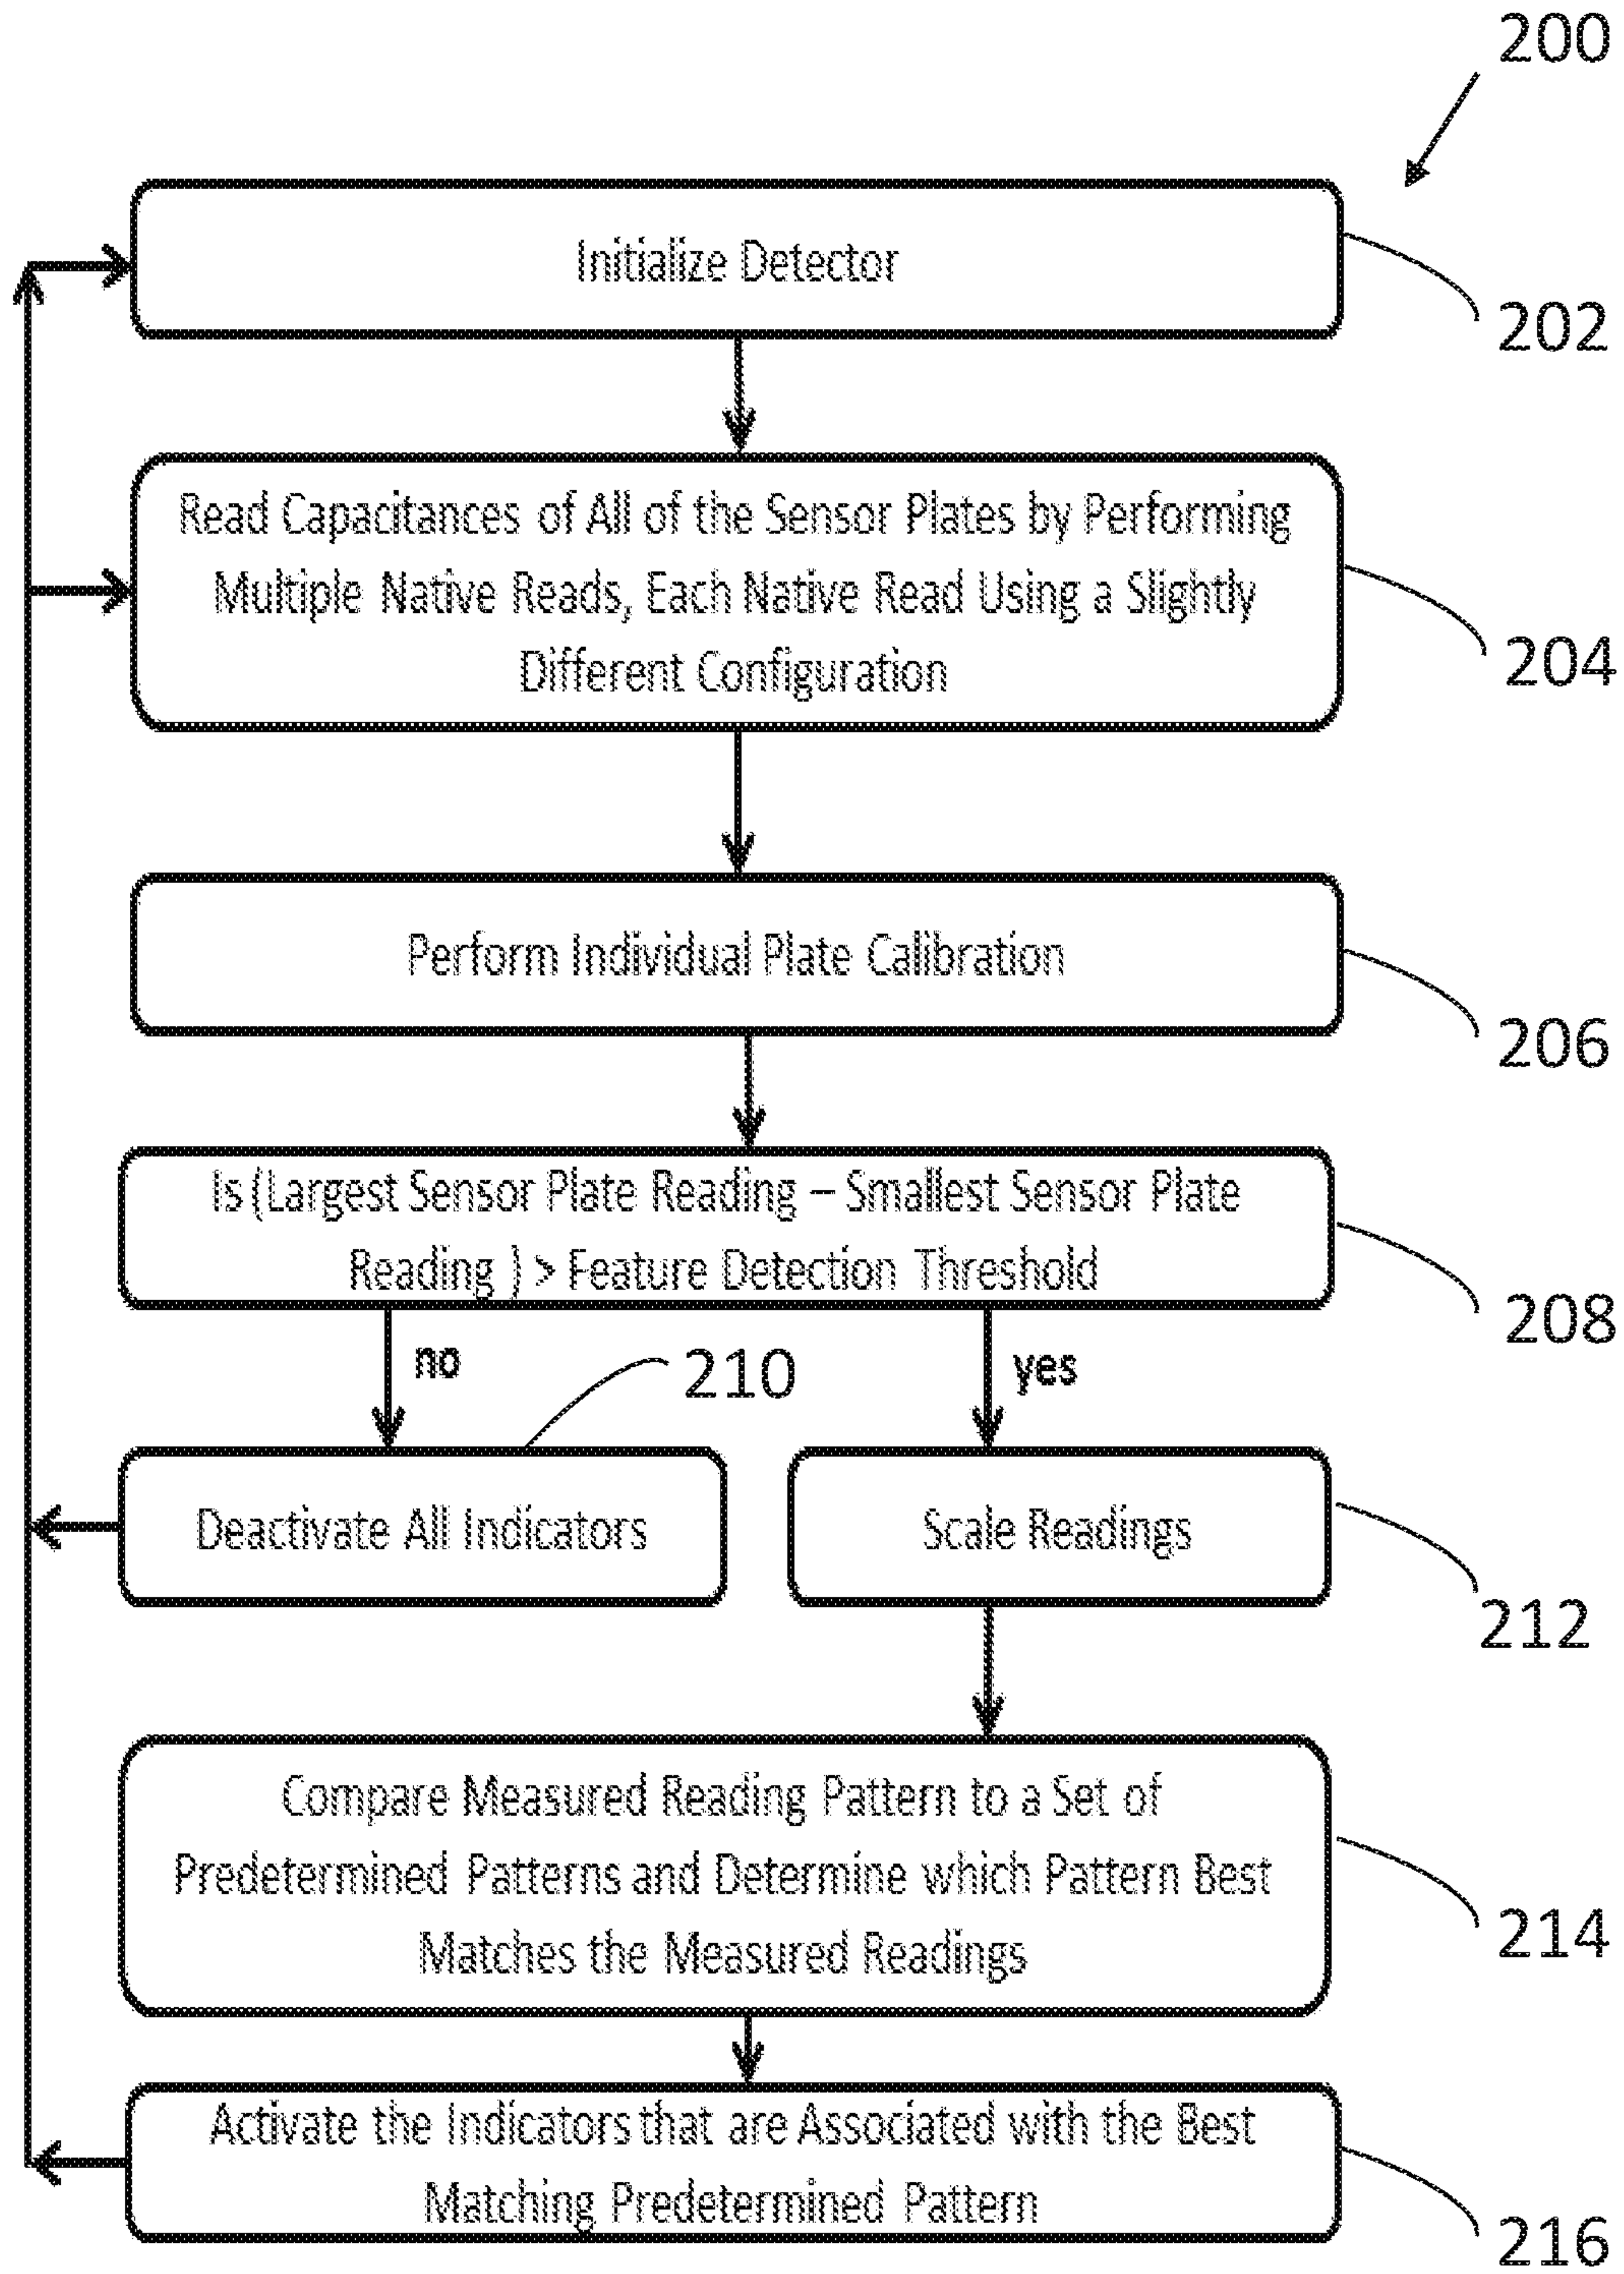 200
Initialize Detector
202
Read Capacitances of All of the Sensor Plates by Performing
Multiple Native Reads, Each Native Read Using a Slightly
Different Configuration
204
Perform Individual Plate Calibration
206
Is (Largest Sensor Plate Reading – Smallest Sensor Plate
Reading ) > Feature Detection Threshold
208
no
210
yes
Deactivate All Indicators
Scale Readings
212
Compare Measured Reading Pattern to a Set of
Predetermined Patterns and Determine which Pattern Best
Matches the Measured Readings
214
Activate the Indicators that are Associated with the Best
Matching Predetermined Pattern
216